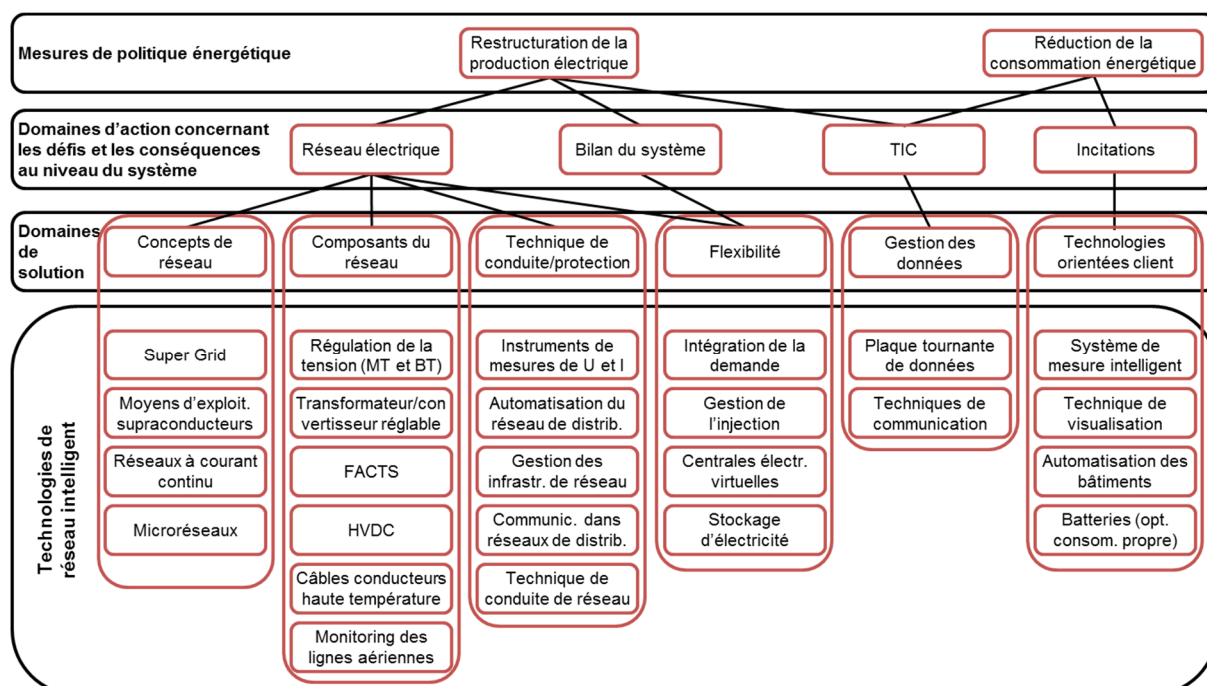 Mesures de politique énergétique
Restructuration de la
production électrique
Réduction de la
consommation énergétique
Domaines d'action concernant
les défis et les conséquences
au niveau du système
Réseau électrique
Bilan du système
TIC
Incitations
Domaines
de
solution
Concepts de
réseau
Composants du
réseau
Technique de
conduite/protection
Flexibilité
Gestion des
données
Technologies
orientées client
Technologies de
réseau intelligent
Super Grid
Moyens d'exploit.
supraconducteurs
Réseaux à courant
continu
Microréseaux
Régulation de la
tension (MT et BT)
Transformateur/con
vertisseur réglable
FACTS
HVDC
Câbles conducteurs
haute température
Monitoring des
lignes aériennes
Instruments de
mesures de U et I
Automatisation du
réseau de distrib.
Gestion des
infrastr. de réseau
Communic. dans
réseaux de distrib.
Technique de
conduite de réseau
Intégration de la
demande
Gestion de
l'injection
Centrales électr.
virtuelles
Stockage
d'électricité
Plaque tournante
de données
Techniques de
communication
Système de
mesure intelligent
Technique de
visualisation
Automatisation des
bâtiments
Batteries (opt.
consom. propre)